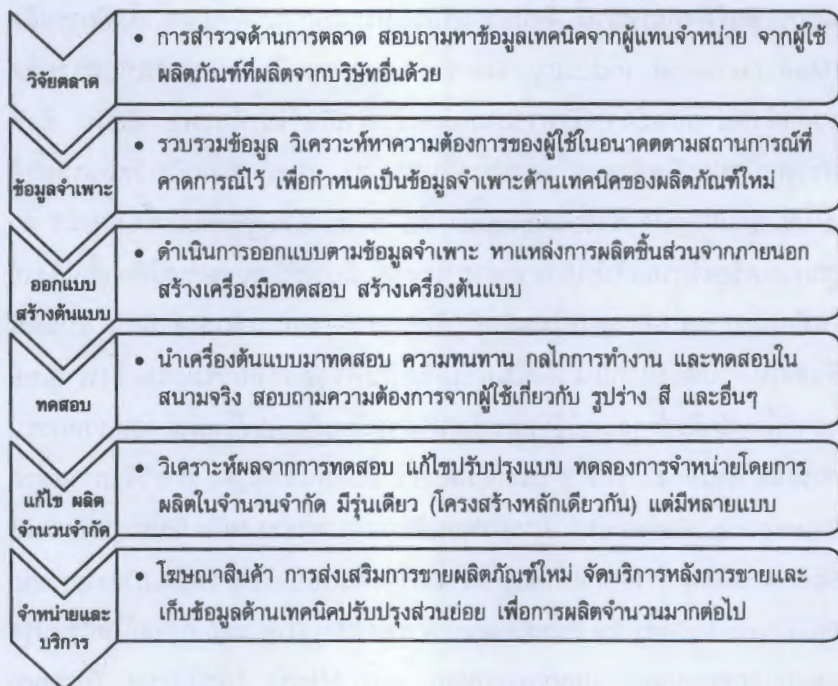 วิจัยตลาด
• การสำรวจด้านการตลาด สอบถามหาข้อมูลเทคนิคจากผู้แทนจำหน่าย จากผู้ใช้
ผลิตภัณฑ์ที่ผลิตจากบริษัทอื่นด้วย
ข้อมูลจำเพาะ
• รวบรวมข้อมูล วิเคราะห์หาความต้องการของผู้ใช้ในอนาคตตามสถานการณ์ที่
คาดการณ์ไว้ เพื่อกำหนดเป็นข้อมูลจำเพาะด้านเทคนิคของผลิตภัณฑ์ใหม่
ออกแบบ
สร้างต้นแบบ
• ดำเนินการออกแบบตามข้อมูลจำเพาะ หาแหล่งการผลิตชิ้นส่วนจากภายนอก
สร้างเครื่องมือทดสอบ สร้างเครื่องต้นแบบ
ทดสอบ
• นำเครื่องต้นแบบมาทดสอบ ความทนทาน กลไกการทำงาน และทดสอบใน
สนามจริง สอบถามความต้องการจากผู้ใช้เกี่ยวกับ รูปร่าง สี และอื่นๆ
แก้ไข ผลิต
จำนวนจำกัด
• วิเคราะห์ผลจากการทดสอบ แก้ไขปรับปรุงแบบ ทดลองการจำหน่ายโดยการ
ผลิตในจำนวนจำกัด มีรุ่นเดียว (โครงสร้างหลักเดียวกัน) แต่มีหลายแบบ
จำหน่ายและ
บริการ
• โฆษณาสินค้า การส่งเสริมการขายผลิตภัณฑ์ใหม่ จัดบริการหลังการขายและ
เก็บข้อมูลด้านเทคนิคปรับปรุงส่วนย่อย เพื่อการผลิตจำนวนมากต่อไป